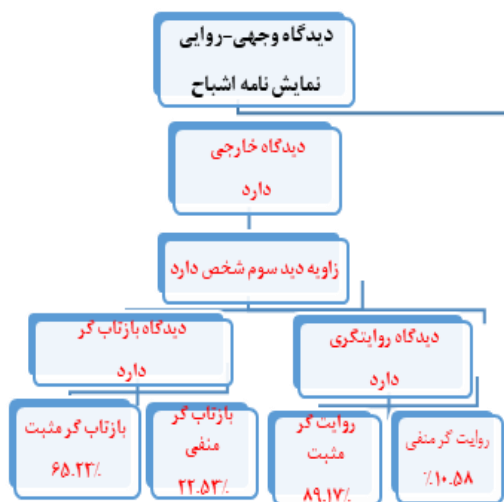 دیدگاه وجهی-روایی
نمایش نامه اشباح
دیدگاه خارجی
دارد
زاویه دید سوم شخص دارد
دیدگاه روایتگری
دارد
دیدگاه بازتاب گر
دارد
روایت گر منفی
٪۱۰.۵۸
روایت گر
مثبت
۸۹.۱۷٪
بازتاب گر
منفی
۲۲.۵۳٪
بازتاب گر مثبت
۶۵.۲۳٪